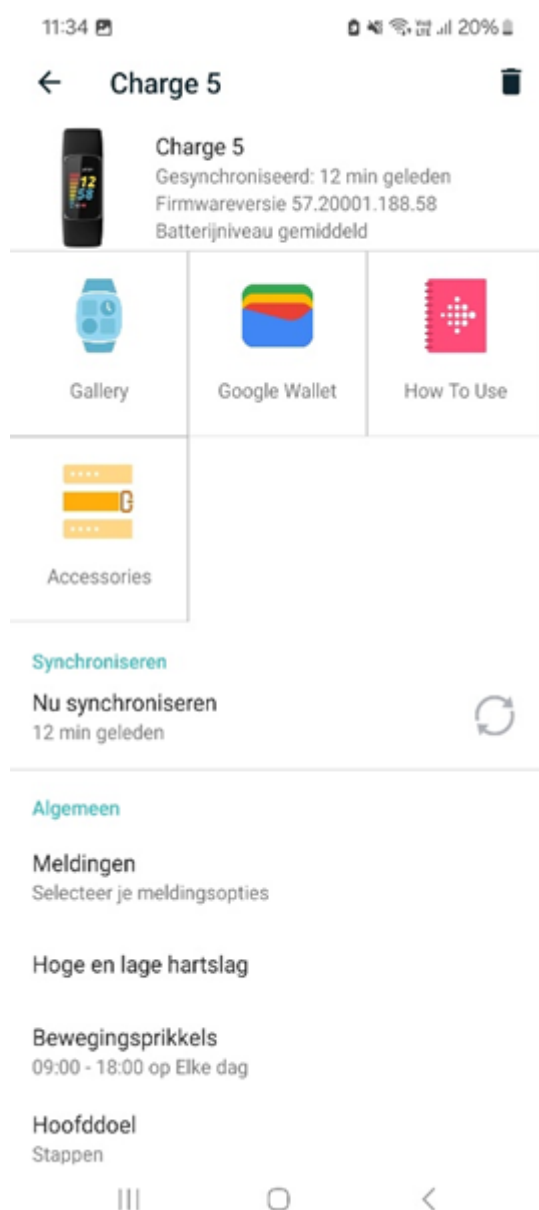 11:34
20%
Charge 5
Charge 5
Gesynchroniseerd: 12 min geleden
Firmwareversie 57.20001.188.58
Batterijniveau gemiddeld
Gallery
Google Wallet
How To Use
Accessories
Synchroniseren
Nu synchroniseren
12 min geleden
Algemeen
Meldingen
Selecteer je meldingsopties
Hoge en lage hartslag
Bewegingsprikkels
09:00 - 18:00 op Elke dag
Hoofddoel
Stappen